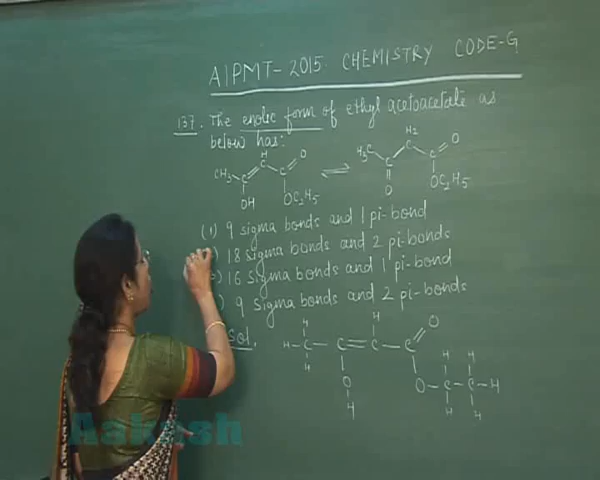 AIPMT-2015 CHEMISTRY CODE-G
137. The enolic form of ethyl acetoacetate as
below has:
H H2
CH3 C C C O ⇌ H3C C C C O
OH OC2H5 O OC2H5
(1) 9 sigma bonds and 1 pi-bond
) 18 sigma bonds and 2 pi-bonds
) 16 sigma bonds and 1 pi-bond
) 9 sigma bonds and 2 pi-bonds
Sol.
H H O
H-C-C=C-C
H O O-C-C-H
H H H
H H
Aakash